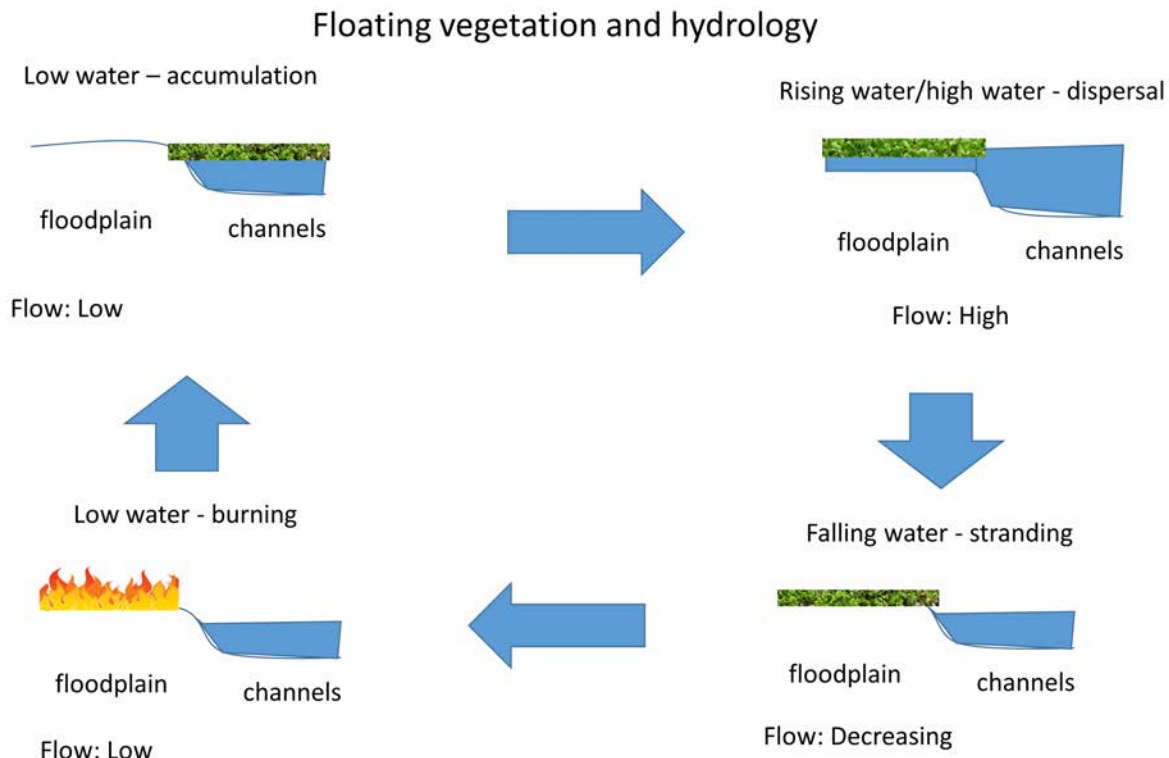 Floating vegetation and hydrology
Low water – accumulation
floodplain
channels
Flow: Low
Rising water/high water - dispersal
floodplain
channels
Flow: High
Falling water - stranding
floodplain
channels
Flow: Decreasing
Low water - burning
floodplain
channels
Flow: Low